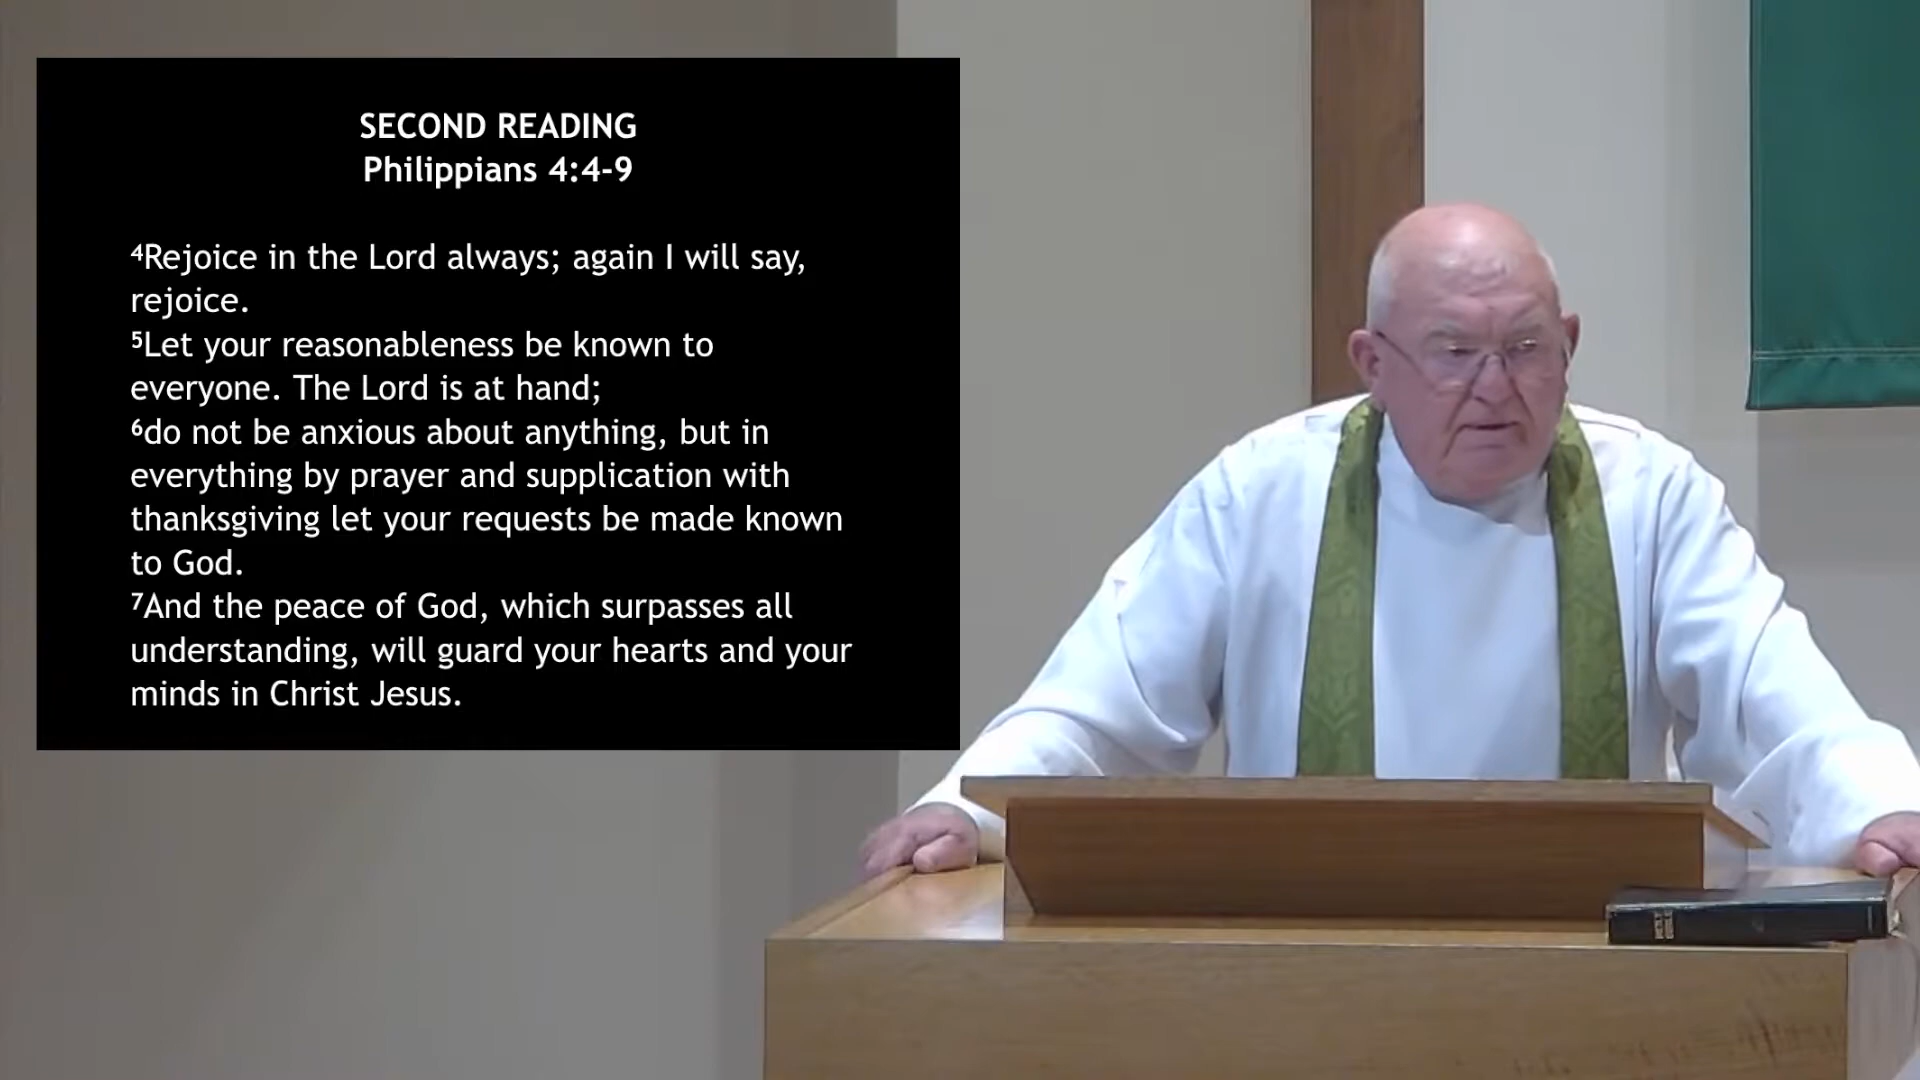 SECOND READING
Philippians 4:4-9
⁴Rejoice in the Lord always; again I will say,
rejoice.
⁵Let your reasonableness be known to
everyone. The Lord is at hand;
⁶do not be anxious about anything, but in
everything by prayer and supplication with
thanksgiving let your requests be made known
to God.
⁷And the peace of God, which surpasses all
understanding, will guard your hearts and your
minds in Christ Jesus.